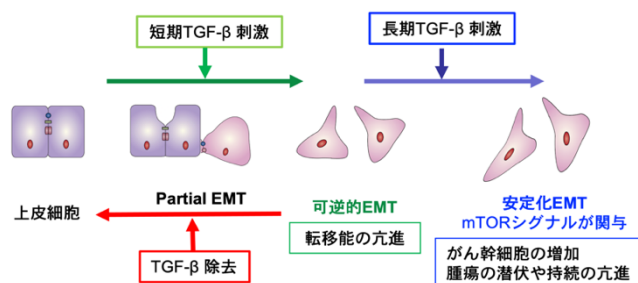 短期TGF-β 刺激
長期TGF-β 刺激
上皮細胞
Partial EMT
可逆的EMT
安定化EMT
mTORシグナルが関与
転移能の亢進
TGF-β 除去
がん幹細胞の増加
腫瘍の潜伏や持続の亢進